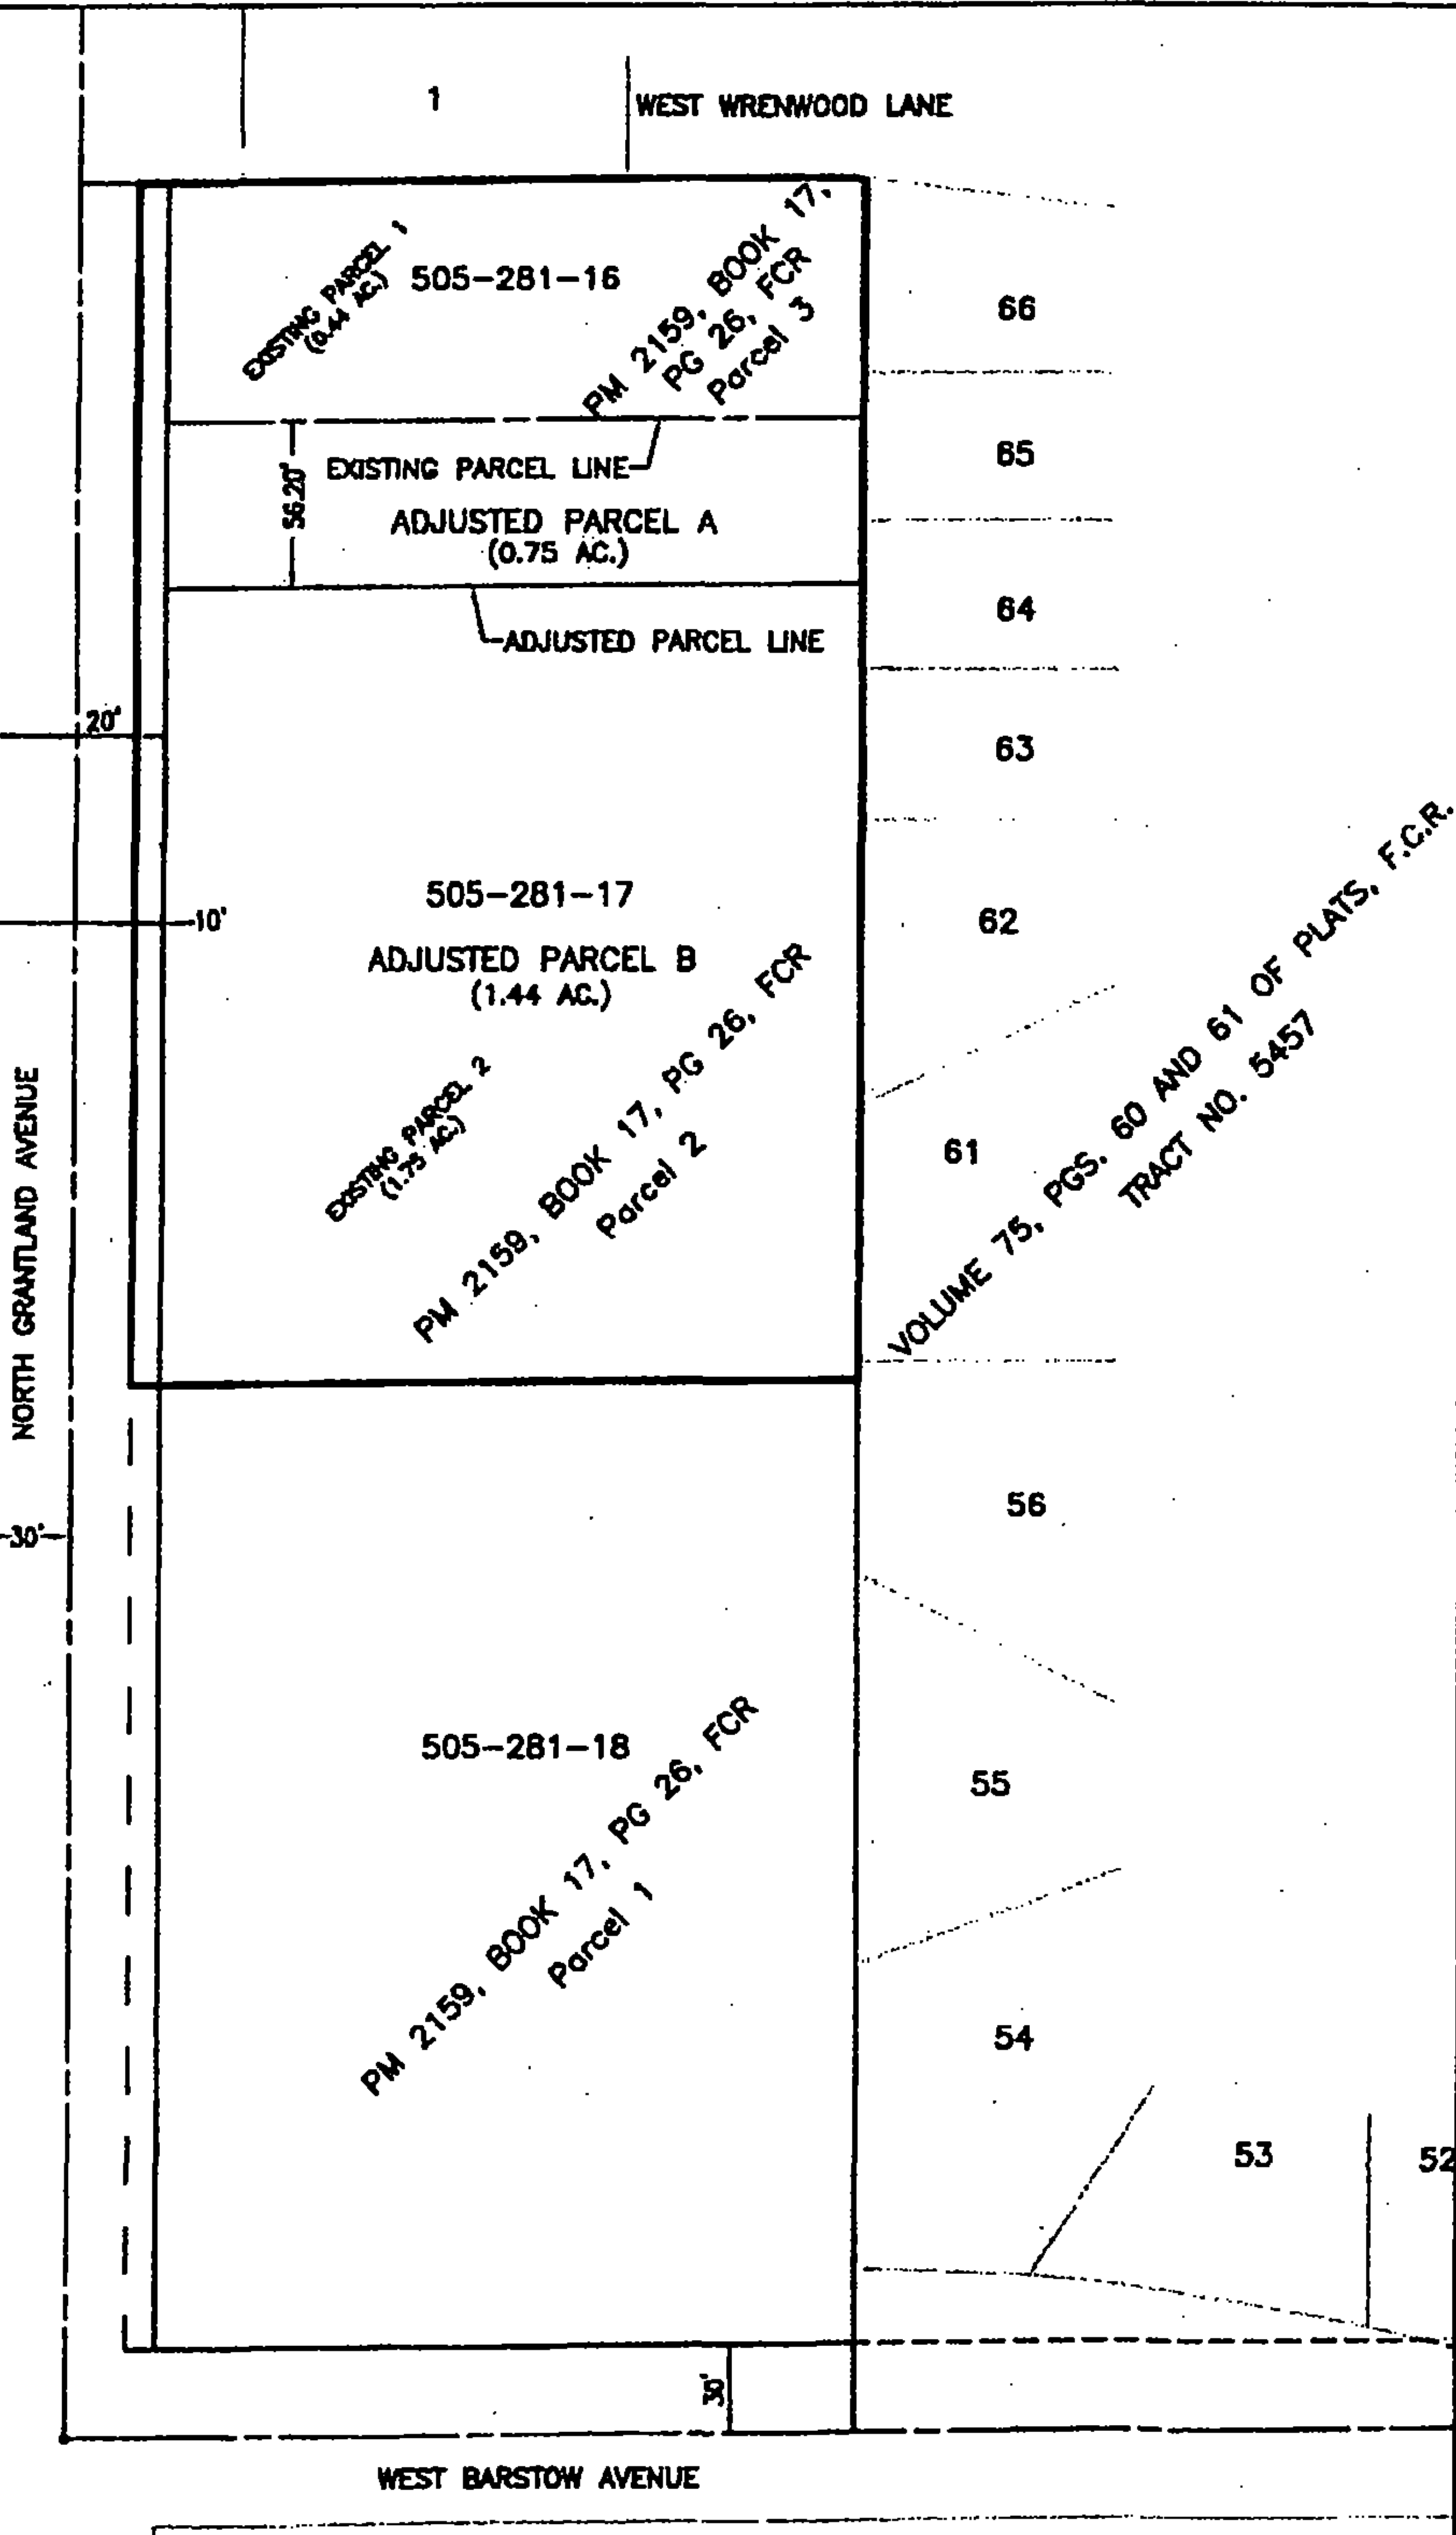 1
WEST WRENWOOD LANE
EXISTING PARCEL 1
(0.44 AC.)
505-281-16
PM 2159, BOOK 17,
PG 26, FCR
Parcel 3
66
EXISTING PARCEL LINE
56.20'
65
ADJUSTED PARCEL A
(0.75 AC.)
64
ADJUSTED PARCEL LINE
20'
63
505-281-17
10'
62
ADJUSTED PARCEL B
(1.44 AC.)
EXISTING PARCEL 2
(1.75 AC.)
PM 2159, BOOK 17, PG 26, FCR
Parcel 2
61
VOLUME 75, PGS. 60 AND 61 OF PLATS, F.C.R.
TRACT NO. 5457
NORTH GRANTLAND AVENUE
56
30'
505-281-18
PM 2159, BOOK 17, PG 26, FCR
Parcel 1
55
54
53
52
30'
WEST BARSTOW AVENUE